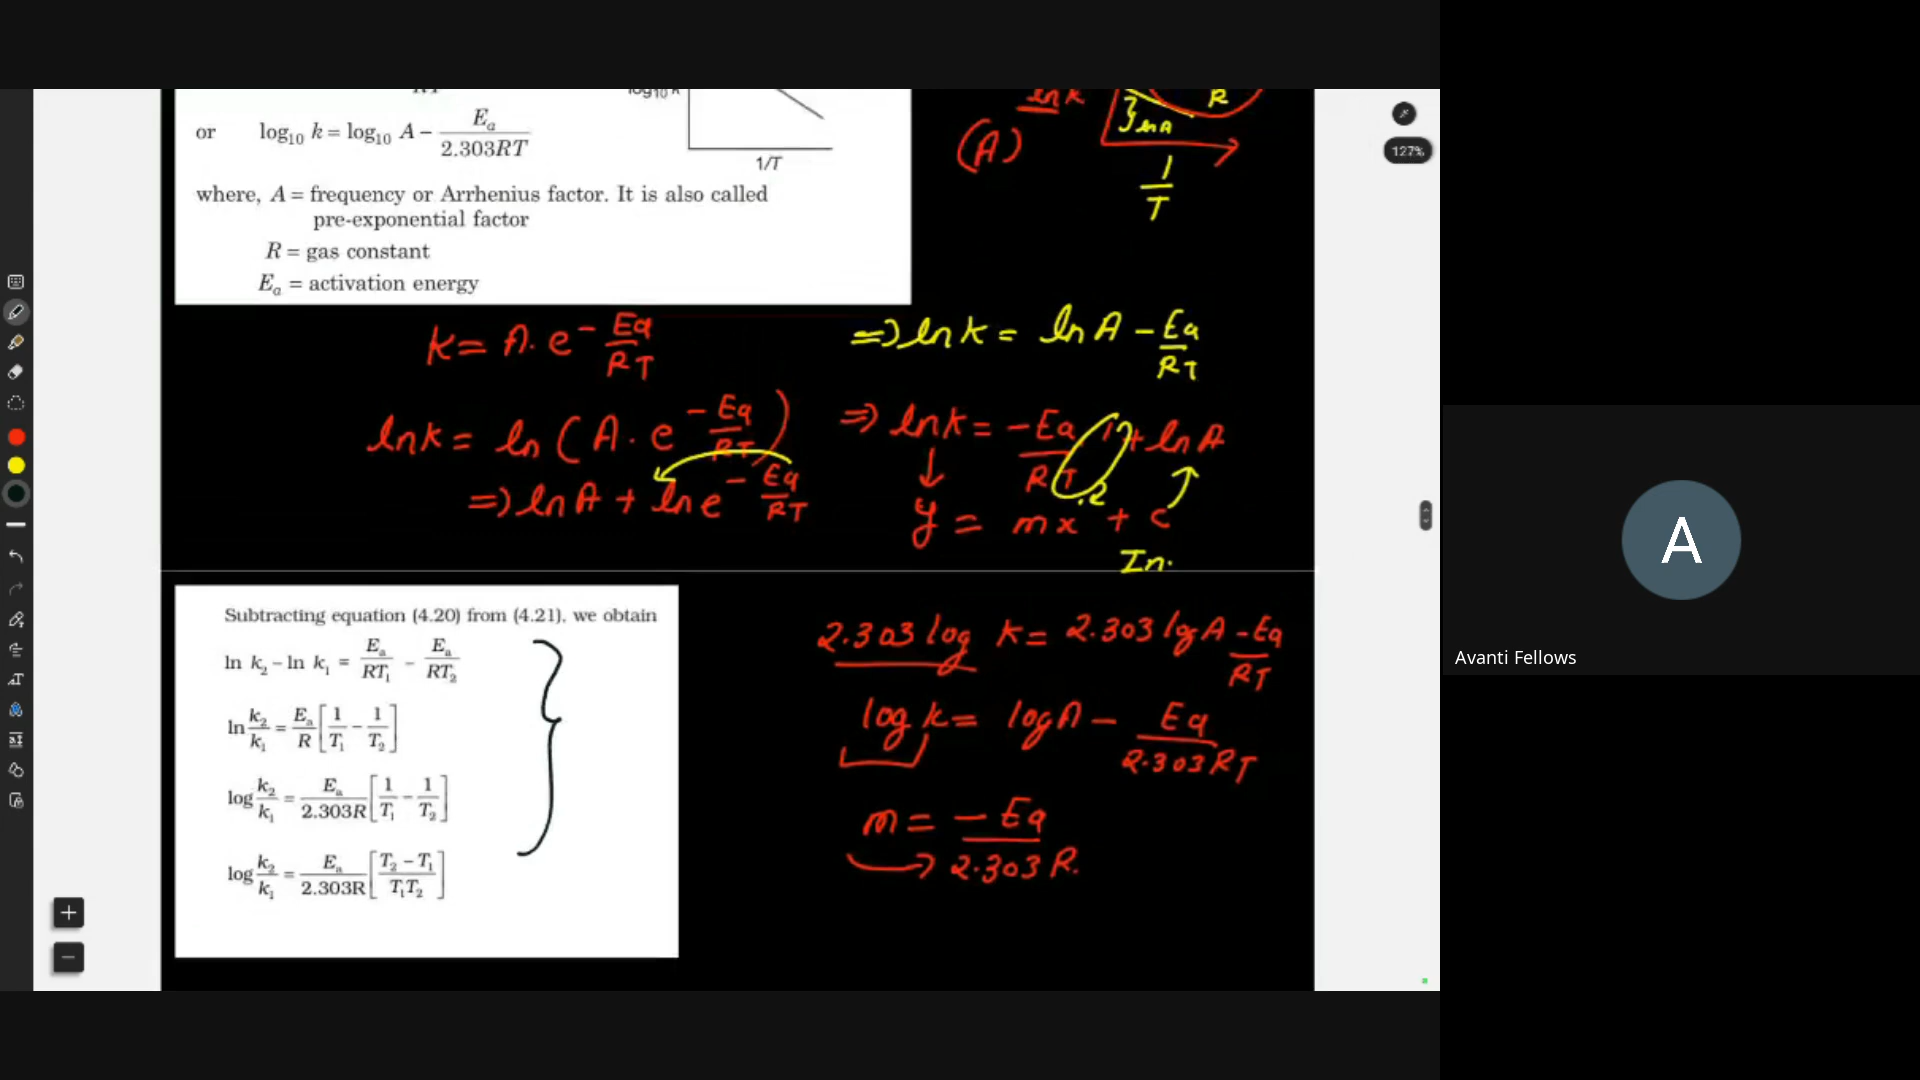 or log₁₀ k = log₁₀ A − Eₐ/2.303RT
1/T
where, A = frequency or Arrhenius factor. It is also called
pre-exponential factor
R = gas constant
Eₐ = activation energy
(A) ln k
R
ln A
1/T
k = A. e^(−Ea/RT)
ln k = ln (A · e^(−Ea/RT))
=> ln A + ln e^(−Ea/RT)
=> ln k = ln A − Ea/RT
=> ln k = −Ea/RT + ln A
y = mx + c
In.
Subtracting equation (4.20) from (4.21), we obtain
ln k₂ − ln k₁ = Eₐ/RT₁ − Eₐ/RT₂
ln k₂/k₁ = Eₐ/R [1/T₁ − 1/T₂]
log k₂/k₁ = Eₐ/2.303R [1/T₁ − 1/T₂]
log k₂/k₁ = Eₐ/2.303R [T₂ − T₁/T₁T₂]
2.303 log k = 2.303 log A − Ea/RT
log k = log A − Ea/2.303 RT
m = − Ea/2.303 R.
127%
A
Avanti Fellows